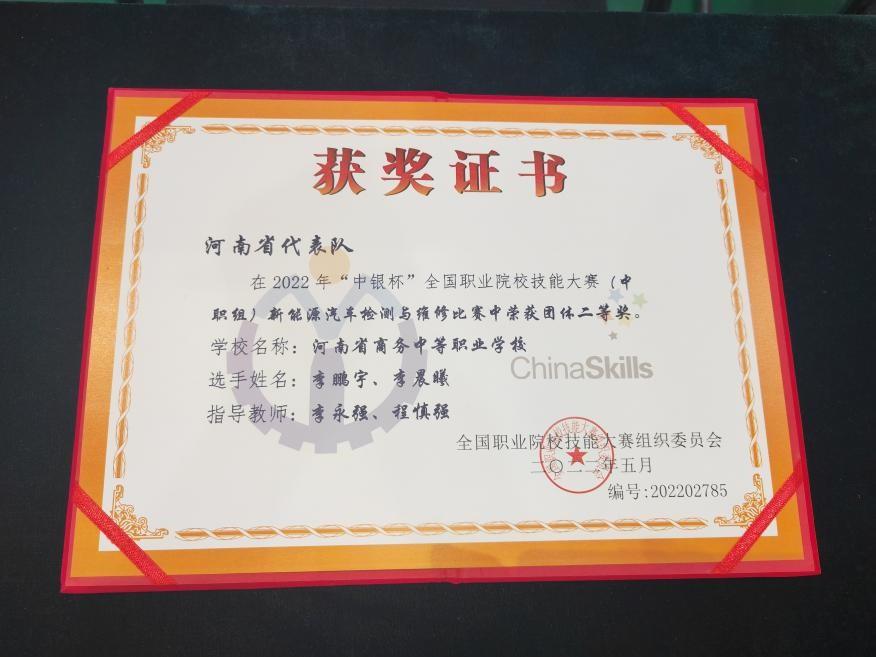 获奖证书
河南省代表队
在2022年“中银杯”全国职业院校技能大赛（中
职组）新能源汽车检测与维修比赛中荣获团体二等奖。
学校名称：河南省商务中等职业学校
ChinaSkills
选手姓名：李鹏宇、李晨曦
指导教师：李永强、程慎强
全国职业院校技能大赛组织委员会
二〇二二年五月
编号:202202785